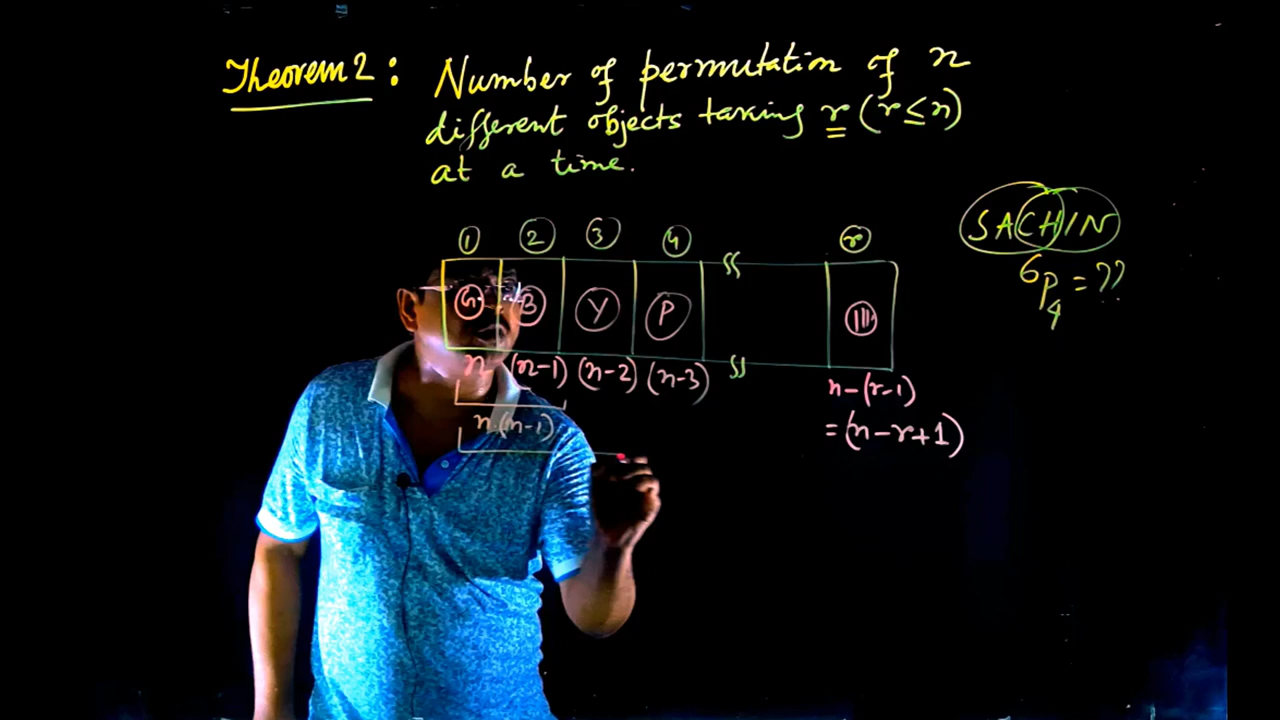 Theorem 2 : Number of permutation of n
different objects taking r (r ≤ n)
at a time.
SACHIN
⁶P₄ = ??
① ② ③ ④ ⓡ
B Y P
n (n-1) (n-2) (n-3) n-(r-1)
n.(n-1) =(n-r+1)